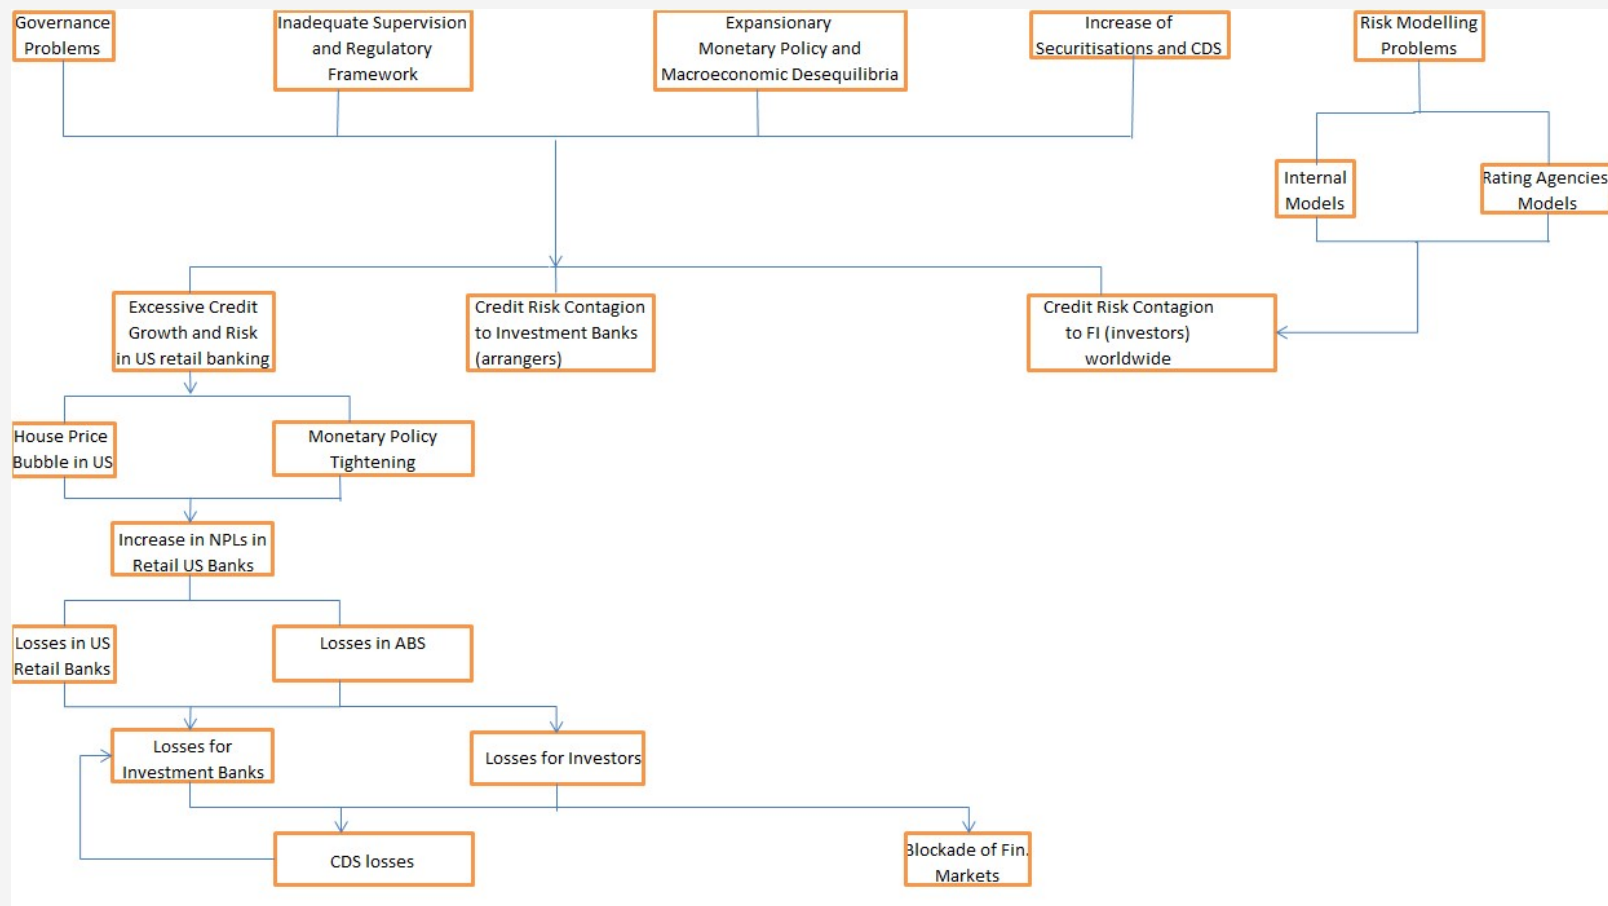 Governance
Problems
Inadequate Supervision
and Regulatory
Framework
Expansionary
Monetary Policy and
Macroeconomic Desequilibria
Increase of
Securitisations and CDS
Risk Modelling
Problems
Internal
Models
Rating Agencies
Models
Excessive Credit
Growth and Risk
in US retail banking
Credit Risk Contagion
to Investment Banks
(arrangers)
Credit Risk Contagion
to FI (investors)
worldwide
House Price
Bubble in US
Monetary Policy
Tightening
Increase in NPLs in
Retail US Banks
Losses in US
Retail Banks
Losses in ABS
Losses for
Investment Banks
Losses for Investors
CDS losses
Blockade of Fin.
Markets